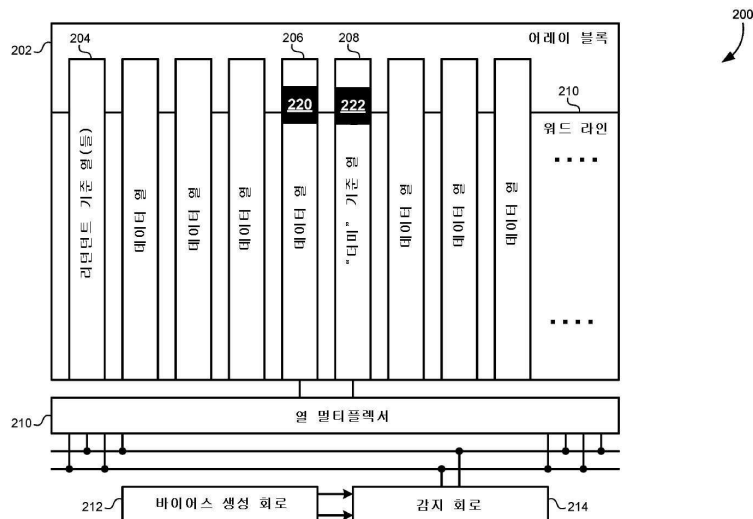 200
204
206
208
어레이 블록
202
220
222
210
워드 라인
리던던트 기준 열(들)
데이터 열
데이터 열
데이터 열
데이터 열
"더미" 기준 열
데이터 열
데이터 열
데이터 열
열 멀티플렉서
210
212
바이어스 생성 회로
감지 회로
214